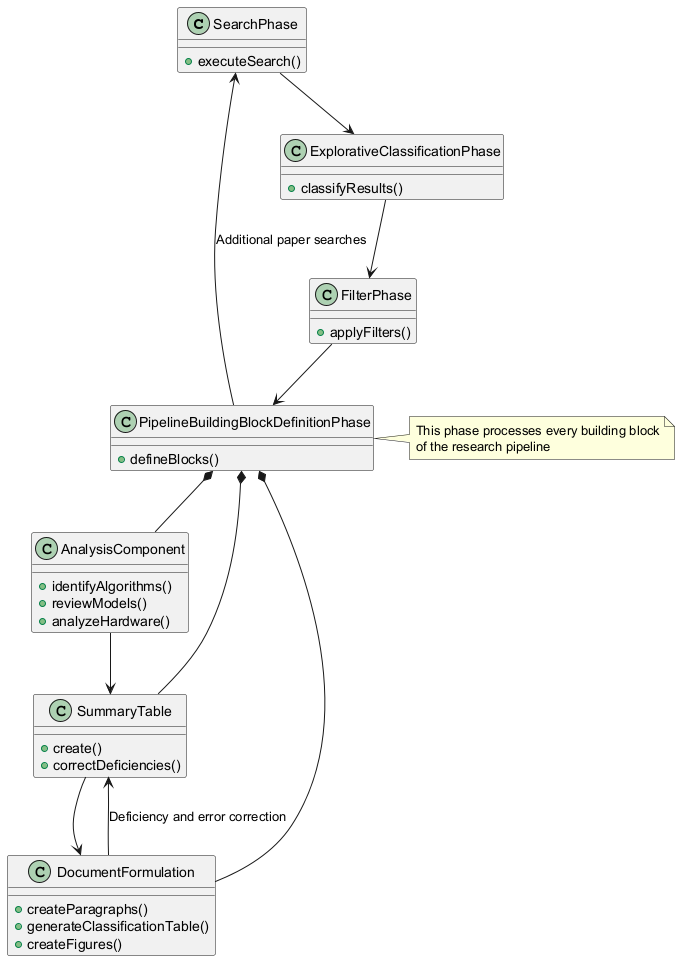 C SearchPhase
executeSearch()
C ExplorativeClassificationPhase
classifyResults()
Additional paper searches
C FilterPhase
applyFilters()
C PipelineBuildingBlockDefinitionPhase
defineBlocks()
This phase processes every building block
of the research pipeline
C AnalysisComponent
identifyAlgorithms()
reviewModels()
analyzeHardware()
C SummaryTable
create()
correctDeficiencies()
Deficiency and error correction
C DocumentFormulation
createParagraphs()
generateClassificationTable()
createFigures()